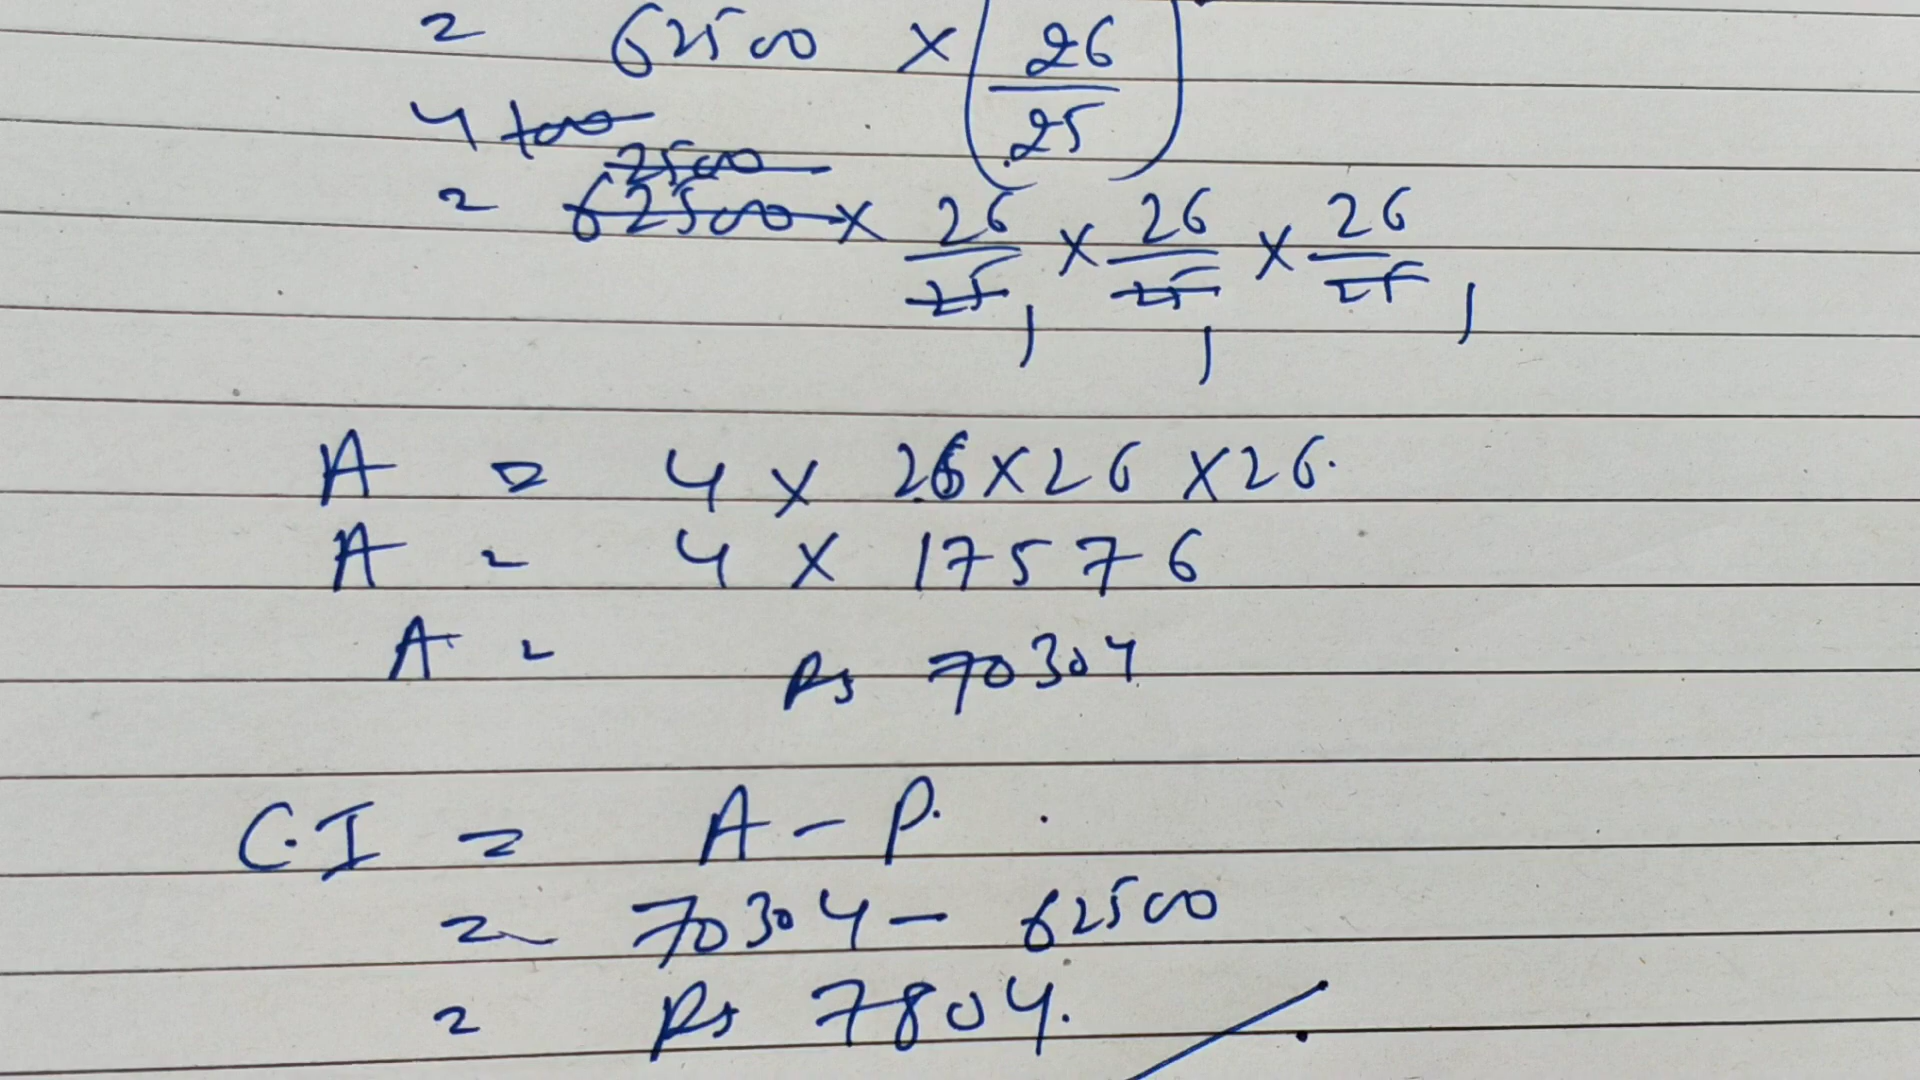 = 62500 × (26/25)
4 100
2500
= 62500 × 26/25 × 26/25 × 26/25
1 1 1
A = 4 × 26 × 26 × 26.
A = 4 × 17576
A = Rs 70304
C.I = A - P.
= 70304 - 62500
= Rs 7804.